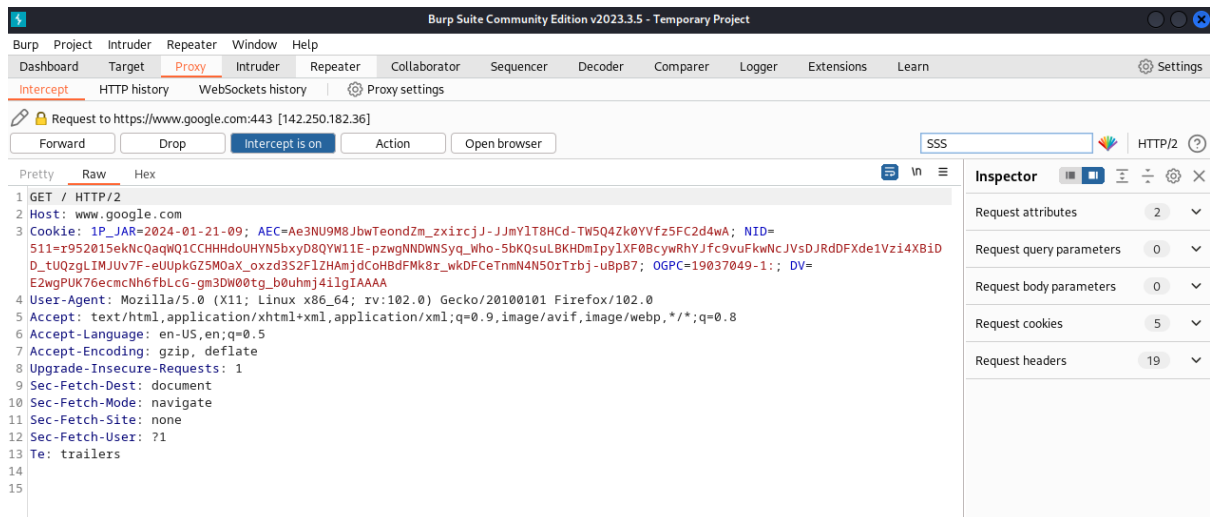 Burp Suite Community Edition v2023.3.5 - Temporary Project
Burp Project Intruder Repeater Window Help
Dashboard Target Proxy Intruder Repeater Collaborator Sequencer Decoder Comparer Logger Extensions Learn Settings
Intercept HTTP history WebSockets history Proxy settings
Request to https://www.google.com:443 [142.250.182.36]
Forward Drop Intercept is on Action Open browser SSS HTTP/2 ?
Pretty Raw Hex \n
Inspector
1 GET / HTTP/2
2 Host: www.google.com
3 Cookie: 1P_JAR=2024-01-21-09; AEC=Ae3NU9M8JbwTeondZm_zxircjJ-JJmYlT8HCd-TW5Q4Zk0YVfz5FC2d4wA; NID=
511=r952015ekNcQaqWQ1CCHHHdoUHYN5bxyD8QYW11E-pzwgNNDWNSyq_Who-5bKQsuLBKHDmIpylXF0BcywRhYJfc9vuFkwNcJVsDJRdDFXde1Vzi4XBiD
D_tUQzgLIMJUv7F-eUUpkGZ5MOaX_oxzd3S2FlZHAmjdCoHBdFMk8r_wkDFCeTnmN4N5OrTrbj-uBpB7; OGPC=19037049-1:; DV=
E2wgPUK76ecmcNh6fbLcG-gm3DW00tg_b0uhmj4ilgIAAAA
4 User-Agent: Mozilla/5.0 (X11; Linux x86_64; rv:102.0) Gecko/20100101 Firefox/102.0
5 Accept: text/html,application/xhtml+xml,application/xml;q=0.9,image/avif,image/webp,*/*;q=0.8
6 Accept-Language: en-US,en;q=0.5
7 Accept-Encoding: gzip, deflate
8 Upgrade-Insecure-Requests: 1
9 Sec-Fetch-Dest: document
10 Sec-Fetch-Mode: navigate
11 Sec-Fetch-Site: none
12 Sec-Fetch-User: ?1
13 Te: trailers
14
15
Request attributes 2
Request query parameters 0
Request body parameters 0
Request cookies 5
Request headers 19